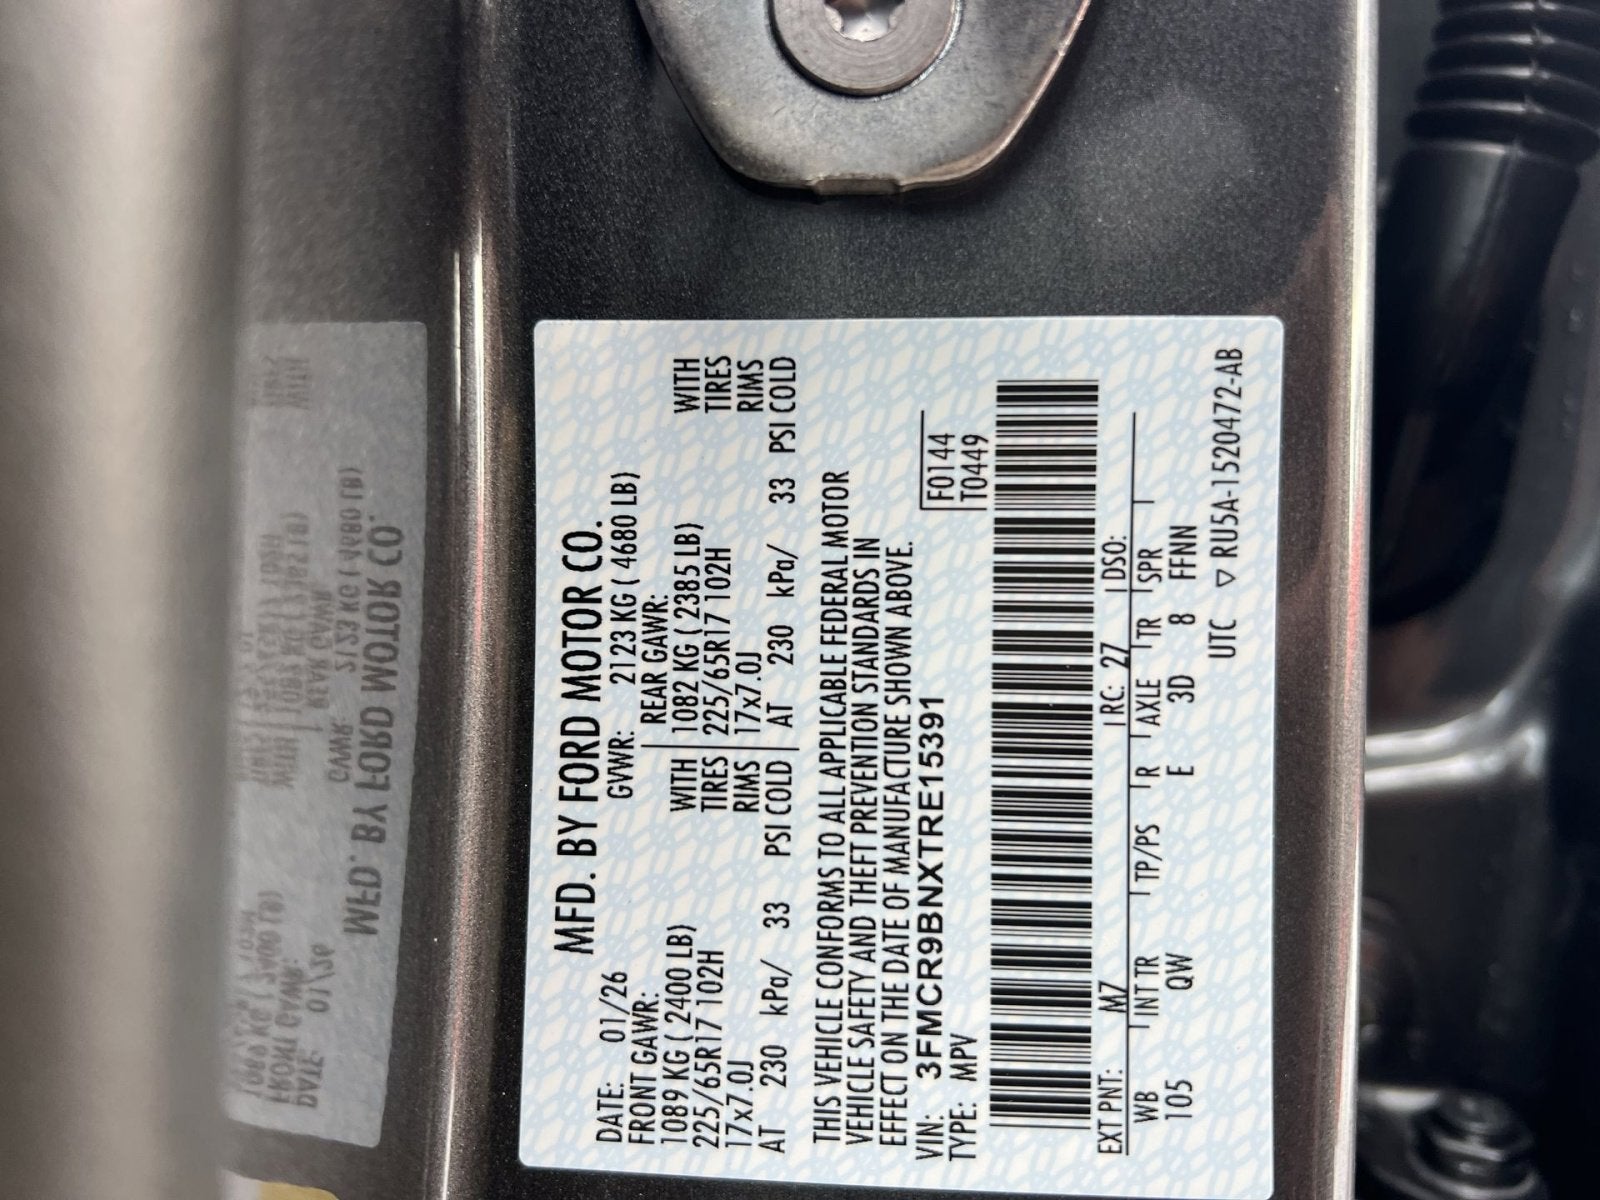 MFD. BY FORD MOTOR CO.
DATE: 01/26 GVWR: 2123 KG ( 4680 LB)
FRONT GAWR: REAR GAWR:
1089 KG ( 2400 LB) WITH 1082 KG ( 2385 LB) WITH
225/65R17 102H TIRES 225/65R17 102H TIRES
17x7.0J RIMS 17x7.0J RIMS
AT 230 kPa/ 33 PSI COLD AT 230 kPa/ 33 PSI COLD
THIS VEHICLE CONFORMS TO ALL APPLICABLE FEDERAL MOTOR
VEHICLE SAFETY AND THEFT PREVENTION STANDARDS IN
EFFECT ON THE DATE OF MANUFACTURE SHOWN ABOVE.
VIN: 3FMCR9BNXTRE15391 F0144
TYPE: MPV T0449
EXT PNT: M7 RC: 27 DSO:
WB INT TR TP/PS R AXLE TR SPR
105 QW E 3D 8 FFNN
UTC ▽ RU5A-1520472-AB